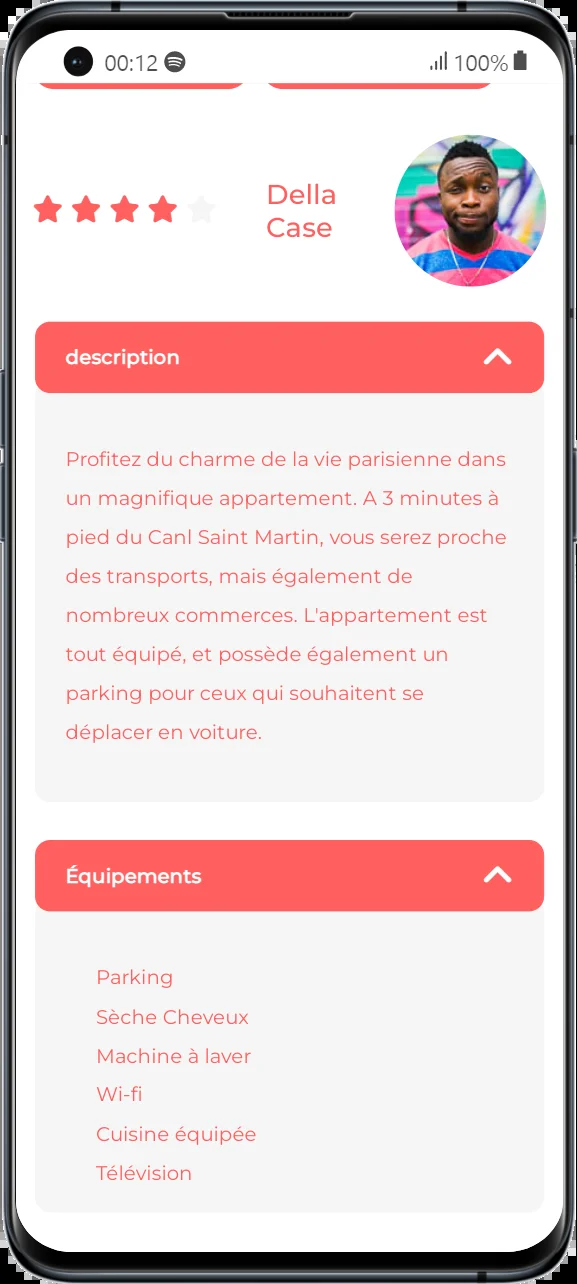 00:12
100%
Della
Case
description
Profitez du charme de la vie parisienne dans
un magnifique appartement. A 3 minutes à
pied du Canl Saint Martin, vous serez proche
des transports, mais également de
nombreux commerces. L'appartement est
tout équipé, et possède également un
parking pour ceux qui souhaitent se
déplacer en voiture.
Équipements
Parking
Sèche Cheveux
Machine à laver
Wi-fi
Cuisine équipée
Télévision